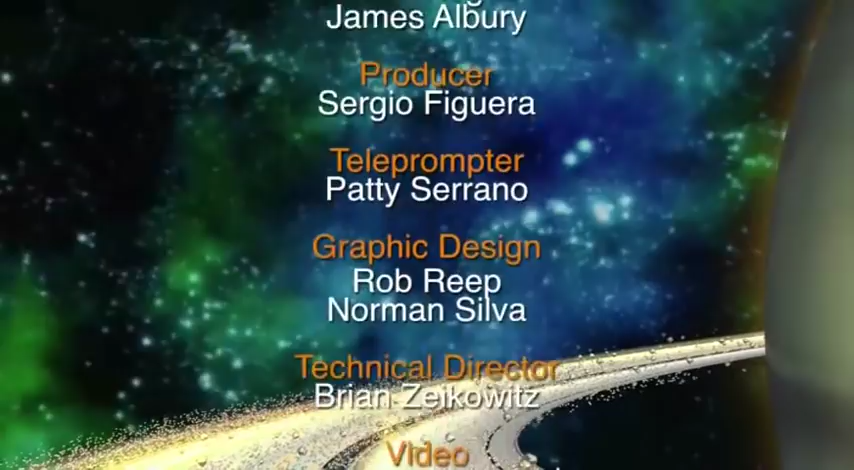 James Albury
Producer
Sergio Figuera
Teleprompter
Patty Serrano
Graphic Design
Rob Reep
Norman Silva
Technical Director
Brian Zeikowitz
Video